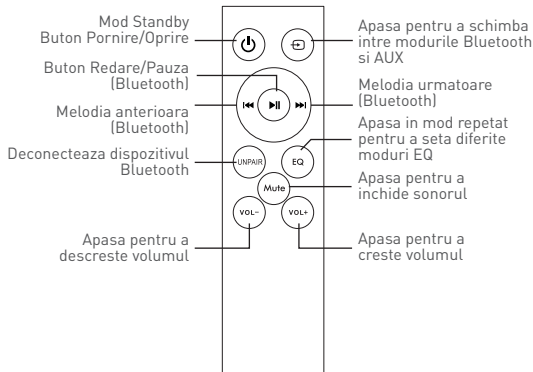 Mod Standby
Buton Pornire/Oprire
Apasa pentru a schimba
intre modurile Bluetooth
si AUX
Buton Redare/Pauza
(Bluetooth)
Melodia urmatoare
(Bluetooth)
Melodia anterioara
(Bluetooth)
Apasa in mod repetat
pentru a seta diferite
moduri EQ
Deconecteaza dispozitivul
Bluetooth
UNPAIR
EQ
Mute
Apasa pentru a
inchide sonorul
VOL-
VOL+
Apasa pentru a
descreste volumul
Apasa pentru a
creste volumul